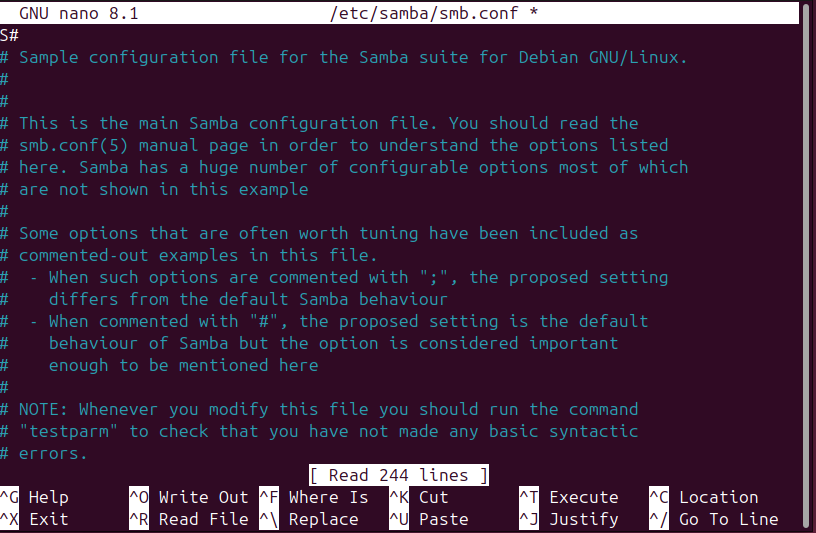 GNU nano 8.1 /etc/samba/smb.conf *
S#
# Sample configuration file for the Samba suite for Debian GNU/Linux.
#
#
# This is the main Samba configuration file. You should read the
# smb.conf(5) manual page in order to understand the options listed
# here. Samba has a huge number of configurable options most of which
# are not shown in this example
#
# Some options that are often worth tuning have been included as
# commented-out examples in this file.
#  - When such options are commented with ";", the proposed setting
#    differs from the default Samba behaviour
#  - When commented with "#", the proposed setting is the default
#    behaviour of Samba but the option is considered important
#    enough to be mentioned here
#
# NOTE: Whenever you modify this file you should run the command
# "testparm" to check that you have not made any basic syntactic
# errors.
[ Read 244 lines ]
^G Help ^O Write Out ^F Where Is ^K Cut ^T Execute ^C Location
^X Exit ^R Read File ^\ Replace ^U Paste ^J Justify ^/ Go To Line